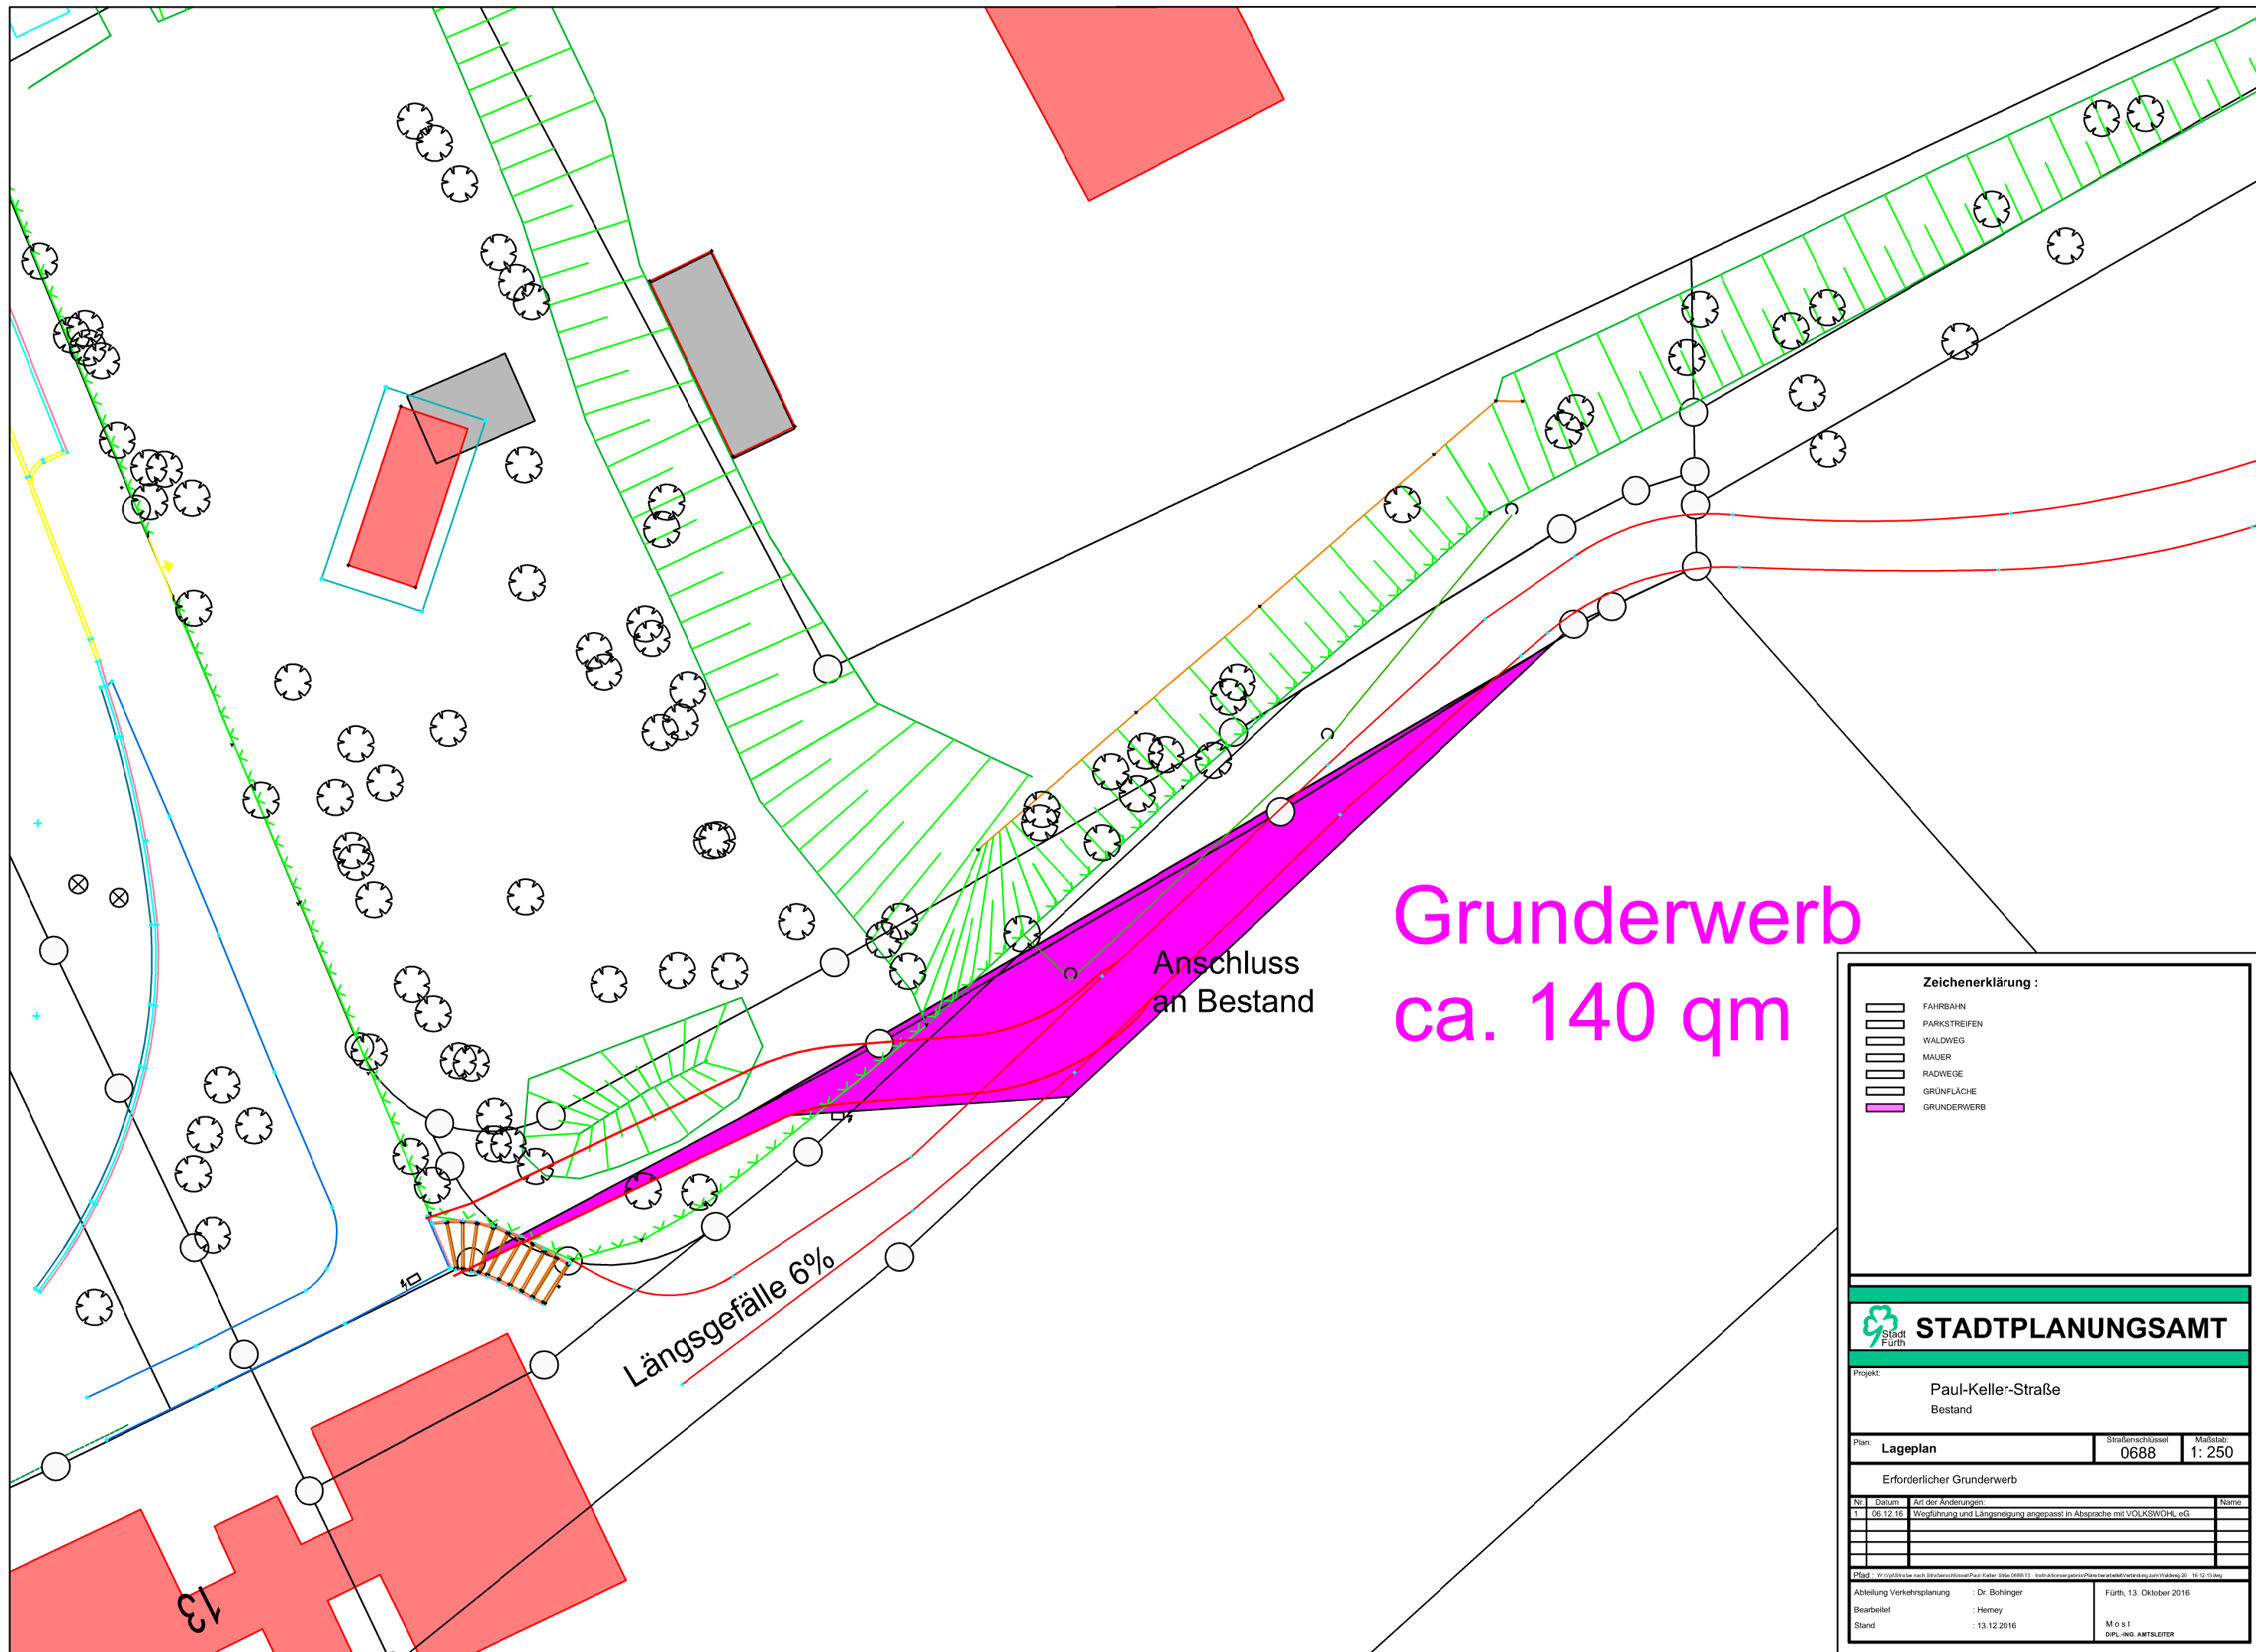 Grunderwerb
ca. 140 qm
Anschluss
an Bestand
Längsgefälle 6%
13
Zeichenerklärung :
FAHRBAHN
PARKSTREIFEN
WALDWEG
MAUER
RADWEGE
GRÜNFLÄCHE
GRUNDERWERB
Stadt
Fürth
STADTPLANUNGSAMT
Projekt:
Paul-Keller-Straße
Bestand
Plan: Lageplan
Straßenschlüssel
0688
Maßstab:
1: 250
Erforderlicher Grunderwerb
Nr. Datum Art der Änderungen: Name
1 06.12.16 Wegführung und Längsneigung angepasst in Absprache mit VOLKSWOHL eG
Pfad :
Abteilung Verkehrsplanung : Dr. Bohlinger
Bearbeitet : Herney
Stand : 13.12.2016
Fürth, 13. Oktober 2016
M o s t
DIPL.-ING. AMTSLEITER